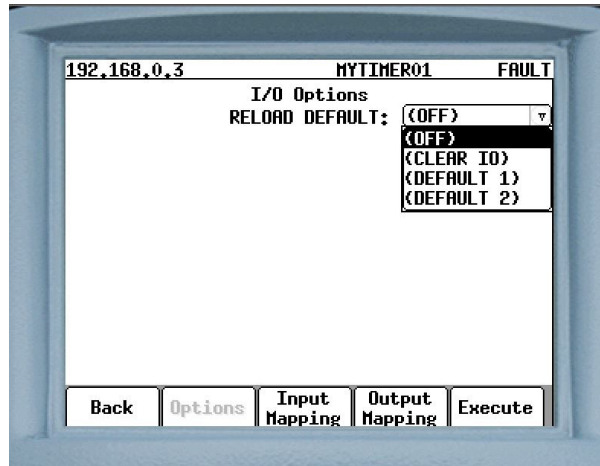 192.168.0.3 MYTIMER01 FAULT
I/O Options
RELOAD DEFAULT: (OFF)
(OFF)
(CLEAR IO)
(DEFAULT 1)
(DEFAULT 2)
Back Options Input Mapping Output Mapping Execute